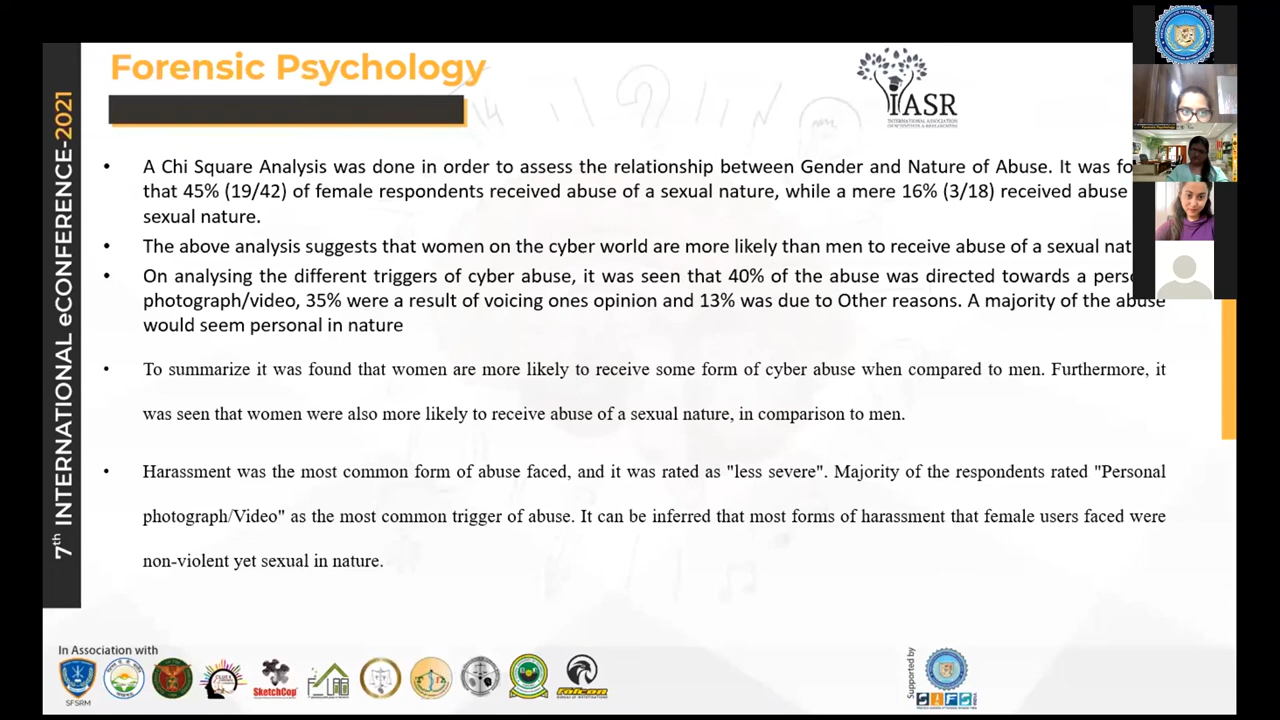 Forensic Psychology
IASR
INTERNATIONAL ASSOCIATION
OF SCIENTISTS & RESEARCHERS
7th INTERNATIONAL eCONFERENCE-2021
• A Chi Square Analysis was done in order to assess the relationship between Gender and Nature of Abuse. It was fo
that 45% (19/42) of female respondents received abuse of a sexual nature, while a mere 16% (3/18) received abuse
sexual nature.
• The above analysis suggests that women on the cyber world are more likely than men to receive abuse of a sexual nat
• On analysing the different triggers of cyber abuse, it was seen that 40% of the abuse was directed towards a perso
photograph/video, 35% were a result of voicing ones opinion and 13% was due to Other reasons. A majority of the abuse
would seem personal in nature
• To summarize it was found that women are more likely to receive some form of cyber abuse when compared to men. Furthermore, it
was seen that women were also more likely to receive abuse of a sexual nature, in comparison to men.
• Harassment was the most common form of abuse faced, and it was rated as "less severe". Majority of the respondents rated "Personal
photograph/Video" as the most common trigger of abuse. It can be inferred that most forms of harassment that female users faced were
non-violent yet sexual in nature.
In Association with
SFSRM
SketchCop
FALCON
Supported by
SIFS
INDIA
Forensic Psychology